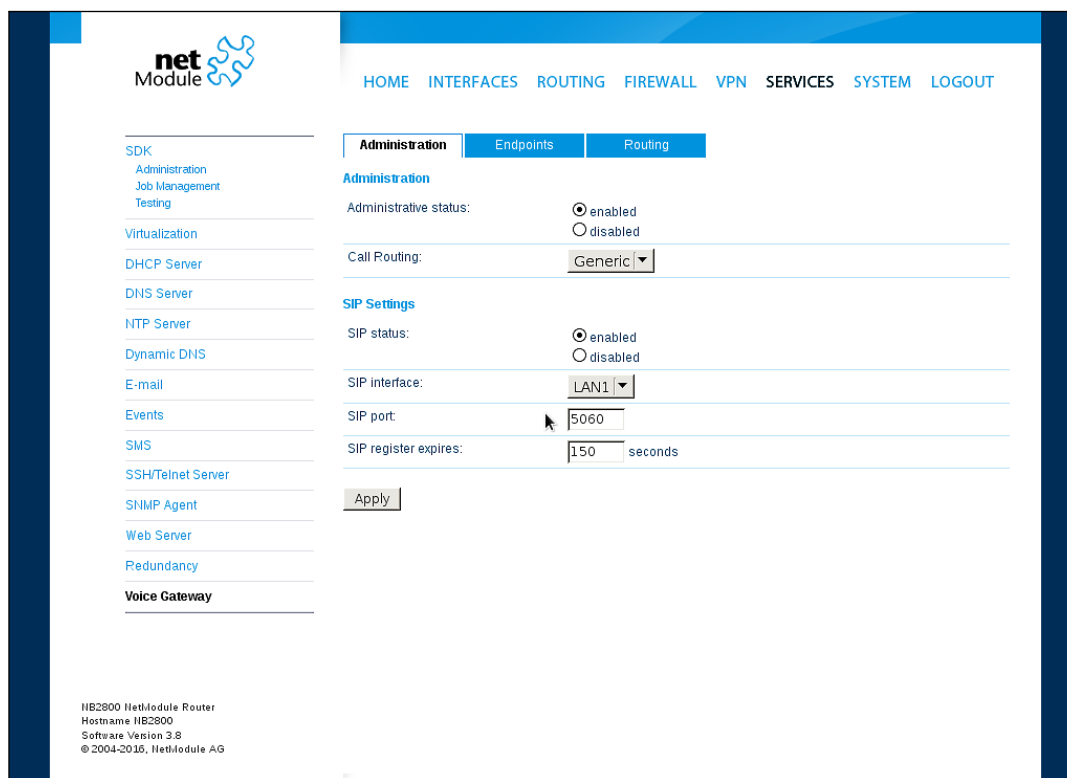 net
Module
HOME INTERFACES ROUTING FIREWALL VPN SERVICES SYSTEM LOGOUT
SDK
Administration
Job Management
Testing
Virtualization
DHCP Server
DNS Server
NTP Server
Dynamic DNS
E-mail
Events
SMS
SSH/Telnet Server
SNMP Agent
Web Server
Redundancy
Voice Gateway
Administration Endpoints Routing
Administration
Administrative status: enabled
disabled
Call Routing: Generic
SIP Settings
SIP status: enabled
disabled
SIP interface: LAN1
SIP port: 5060
SIP register expires: 150 seconds
Apply
NB2800 NetModule Router
Hostname NB2800
Software Version 3.8
© 2004-2016, NetModule AG